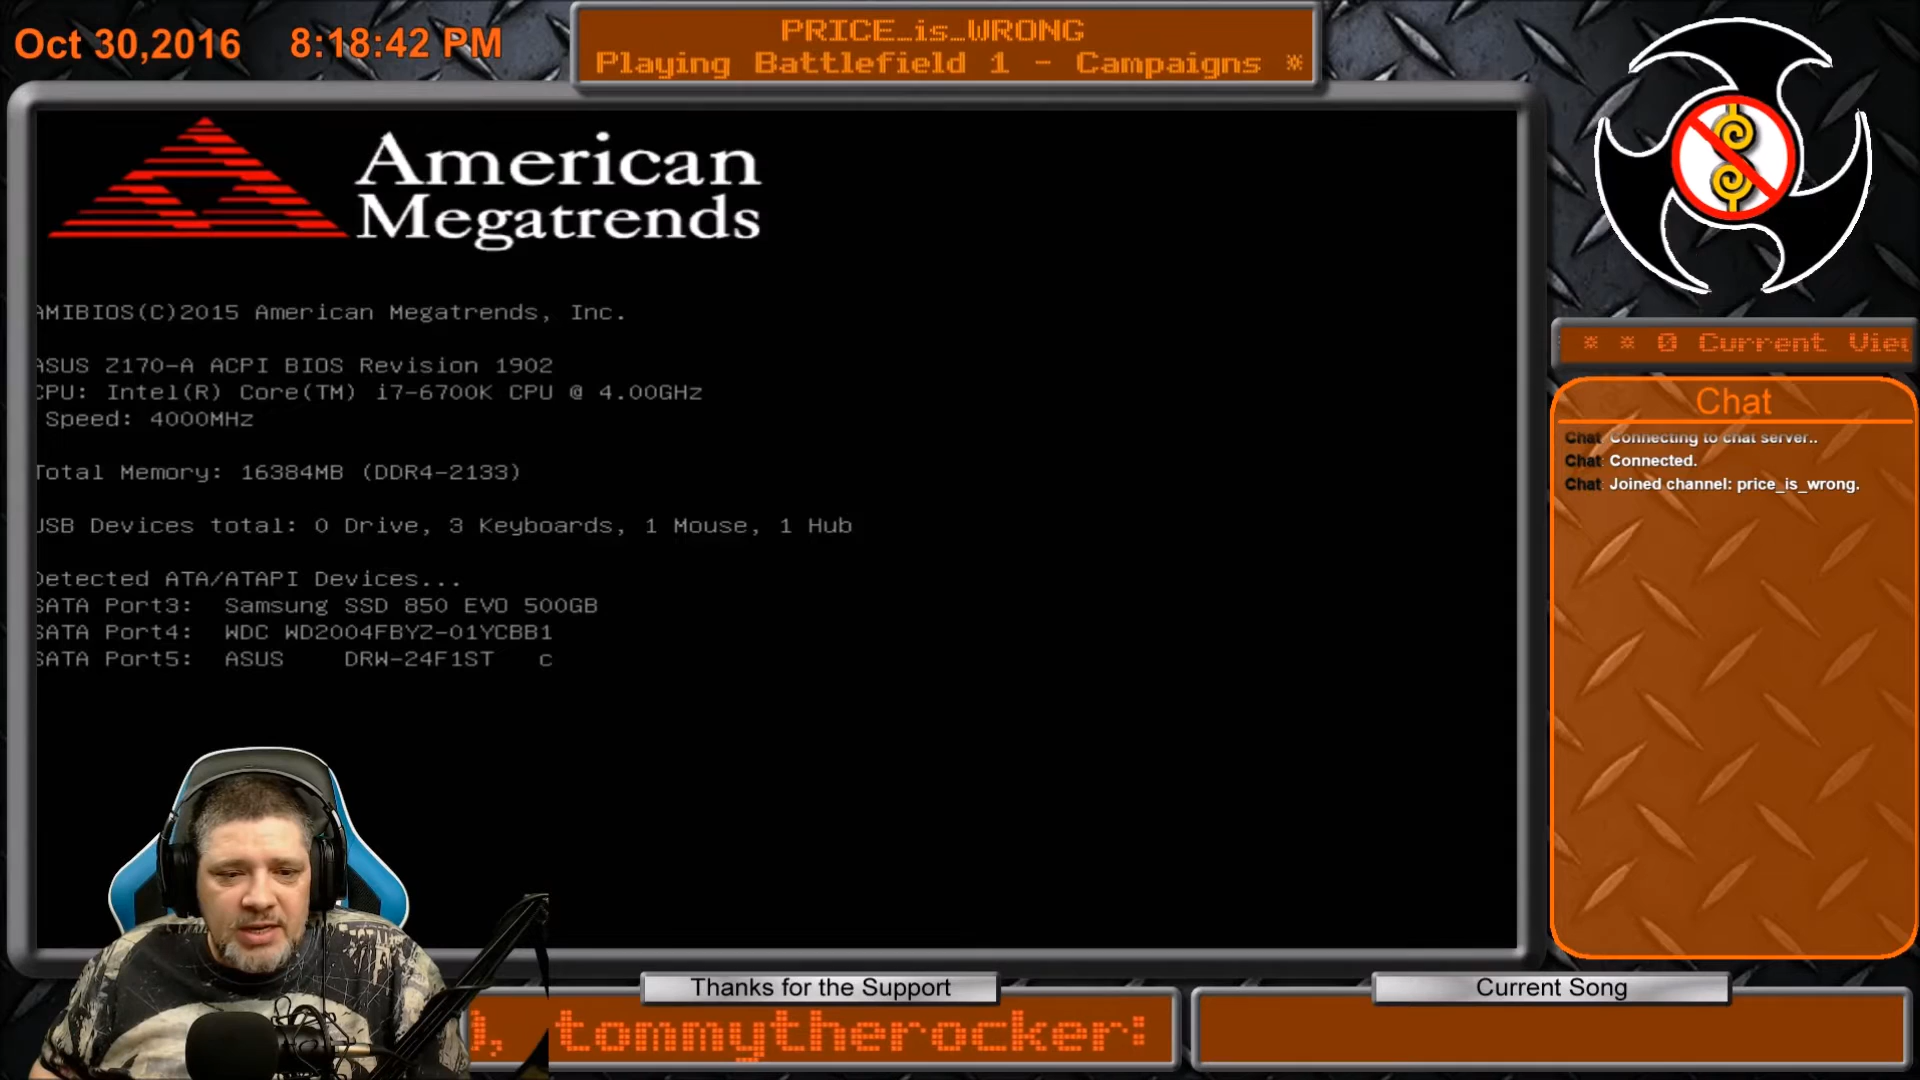 Oct 30,2016 8:18:42 PM
PRICE_is_WRONG
Playing Battlefield 1 - Campaigns *
American
Megatrends
AMIBIOS(C)2015 American Megatrends, Inc.
ASUS Z170-A ACPI BIOS Revision 1902
CPU: Intel(R) Core(TM) i7-6700K CPU @ 4.00GHz
Speed: 4000MHz
Total Memory: 16384MB (DDR4-2133)
USB Devices total: 0 Drive, 3 Keyboards, 1 Mouse, 1 Hub
Detected ATA/ATAPI Devices...
SATA Port3: Samsung SSD 850 EVO 500GB
SATA Port4: WDC WD2004FBYZ-01YCBB1
SATA Port5: ASUS DRW-24F1ST c
* * 0 Current View
Chat
Chat Connecting to chat server..
Chat Connected.
Chat Joined channel: price_is_wrong.
Thanks for the Support
, tommytherocker:
Current Song